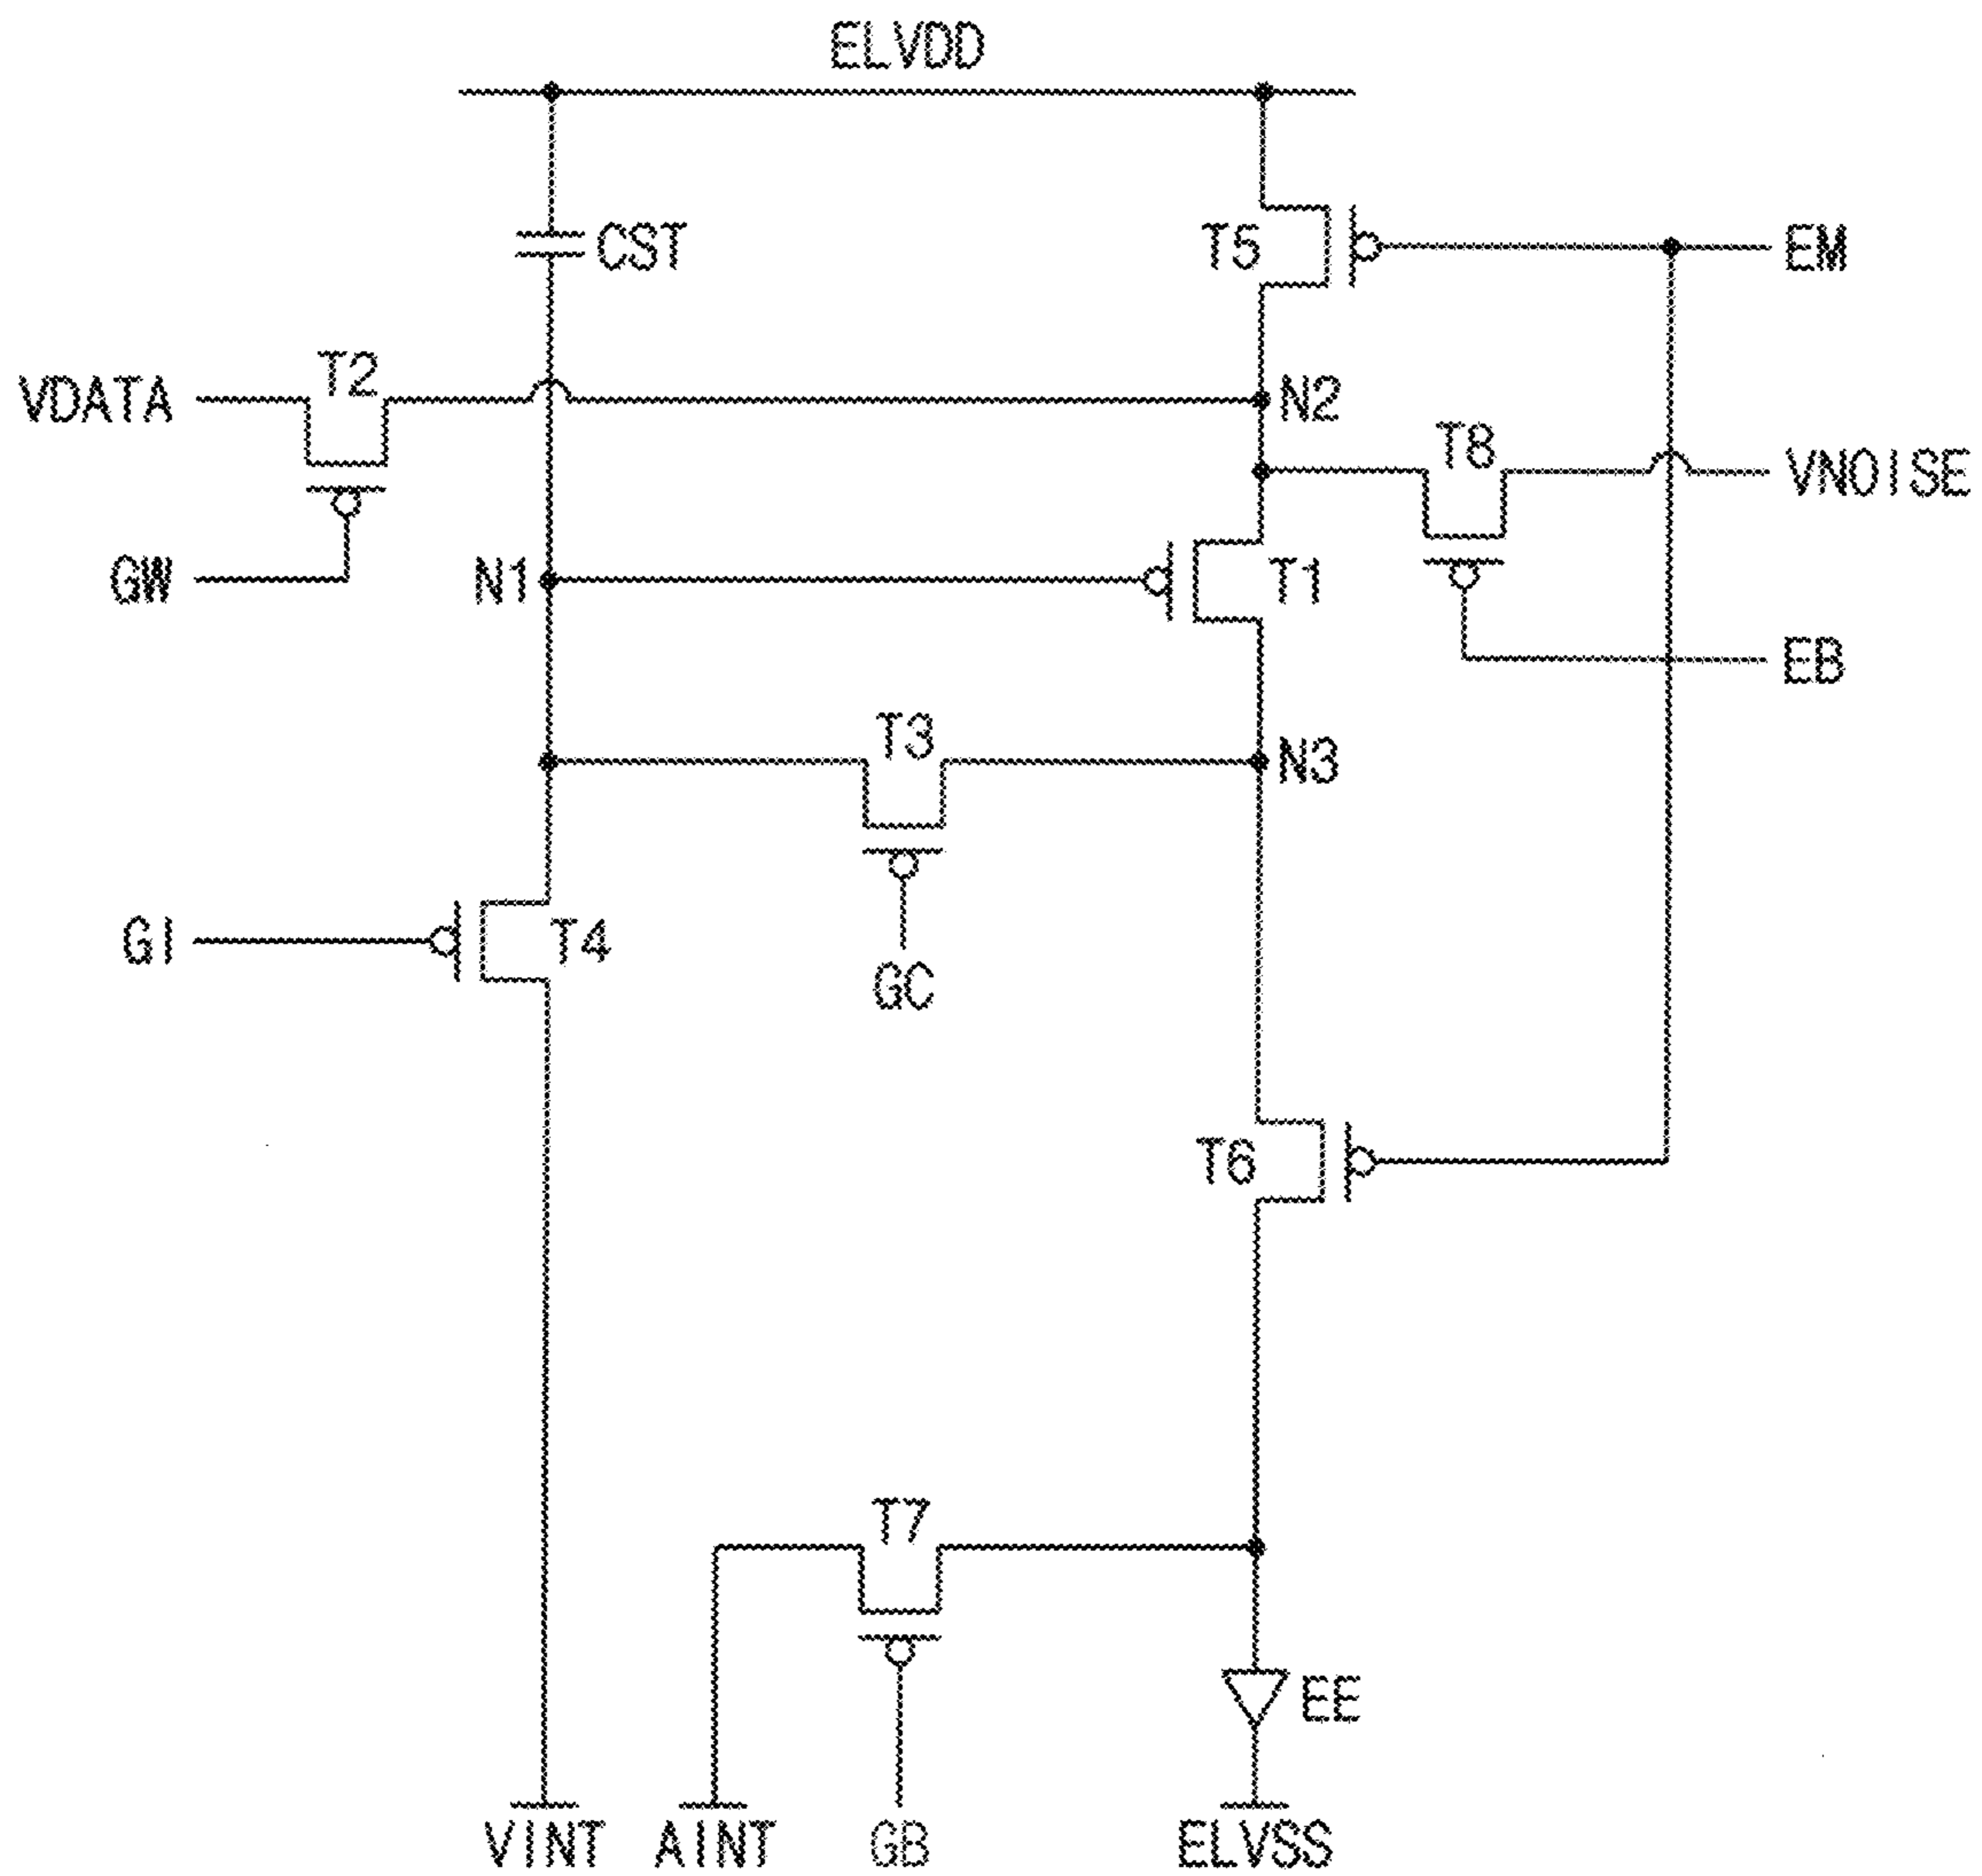 ELVDD
CST
T5
EM
T2
VDATA
N2
T8
VNOISE
GW
N1
T1
EB
T3
N3
GI
T4
GC
T6
T7
EE
VINT
AINT
GB
ELVSS